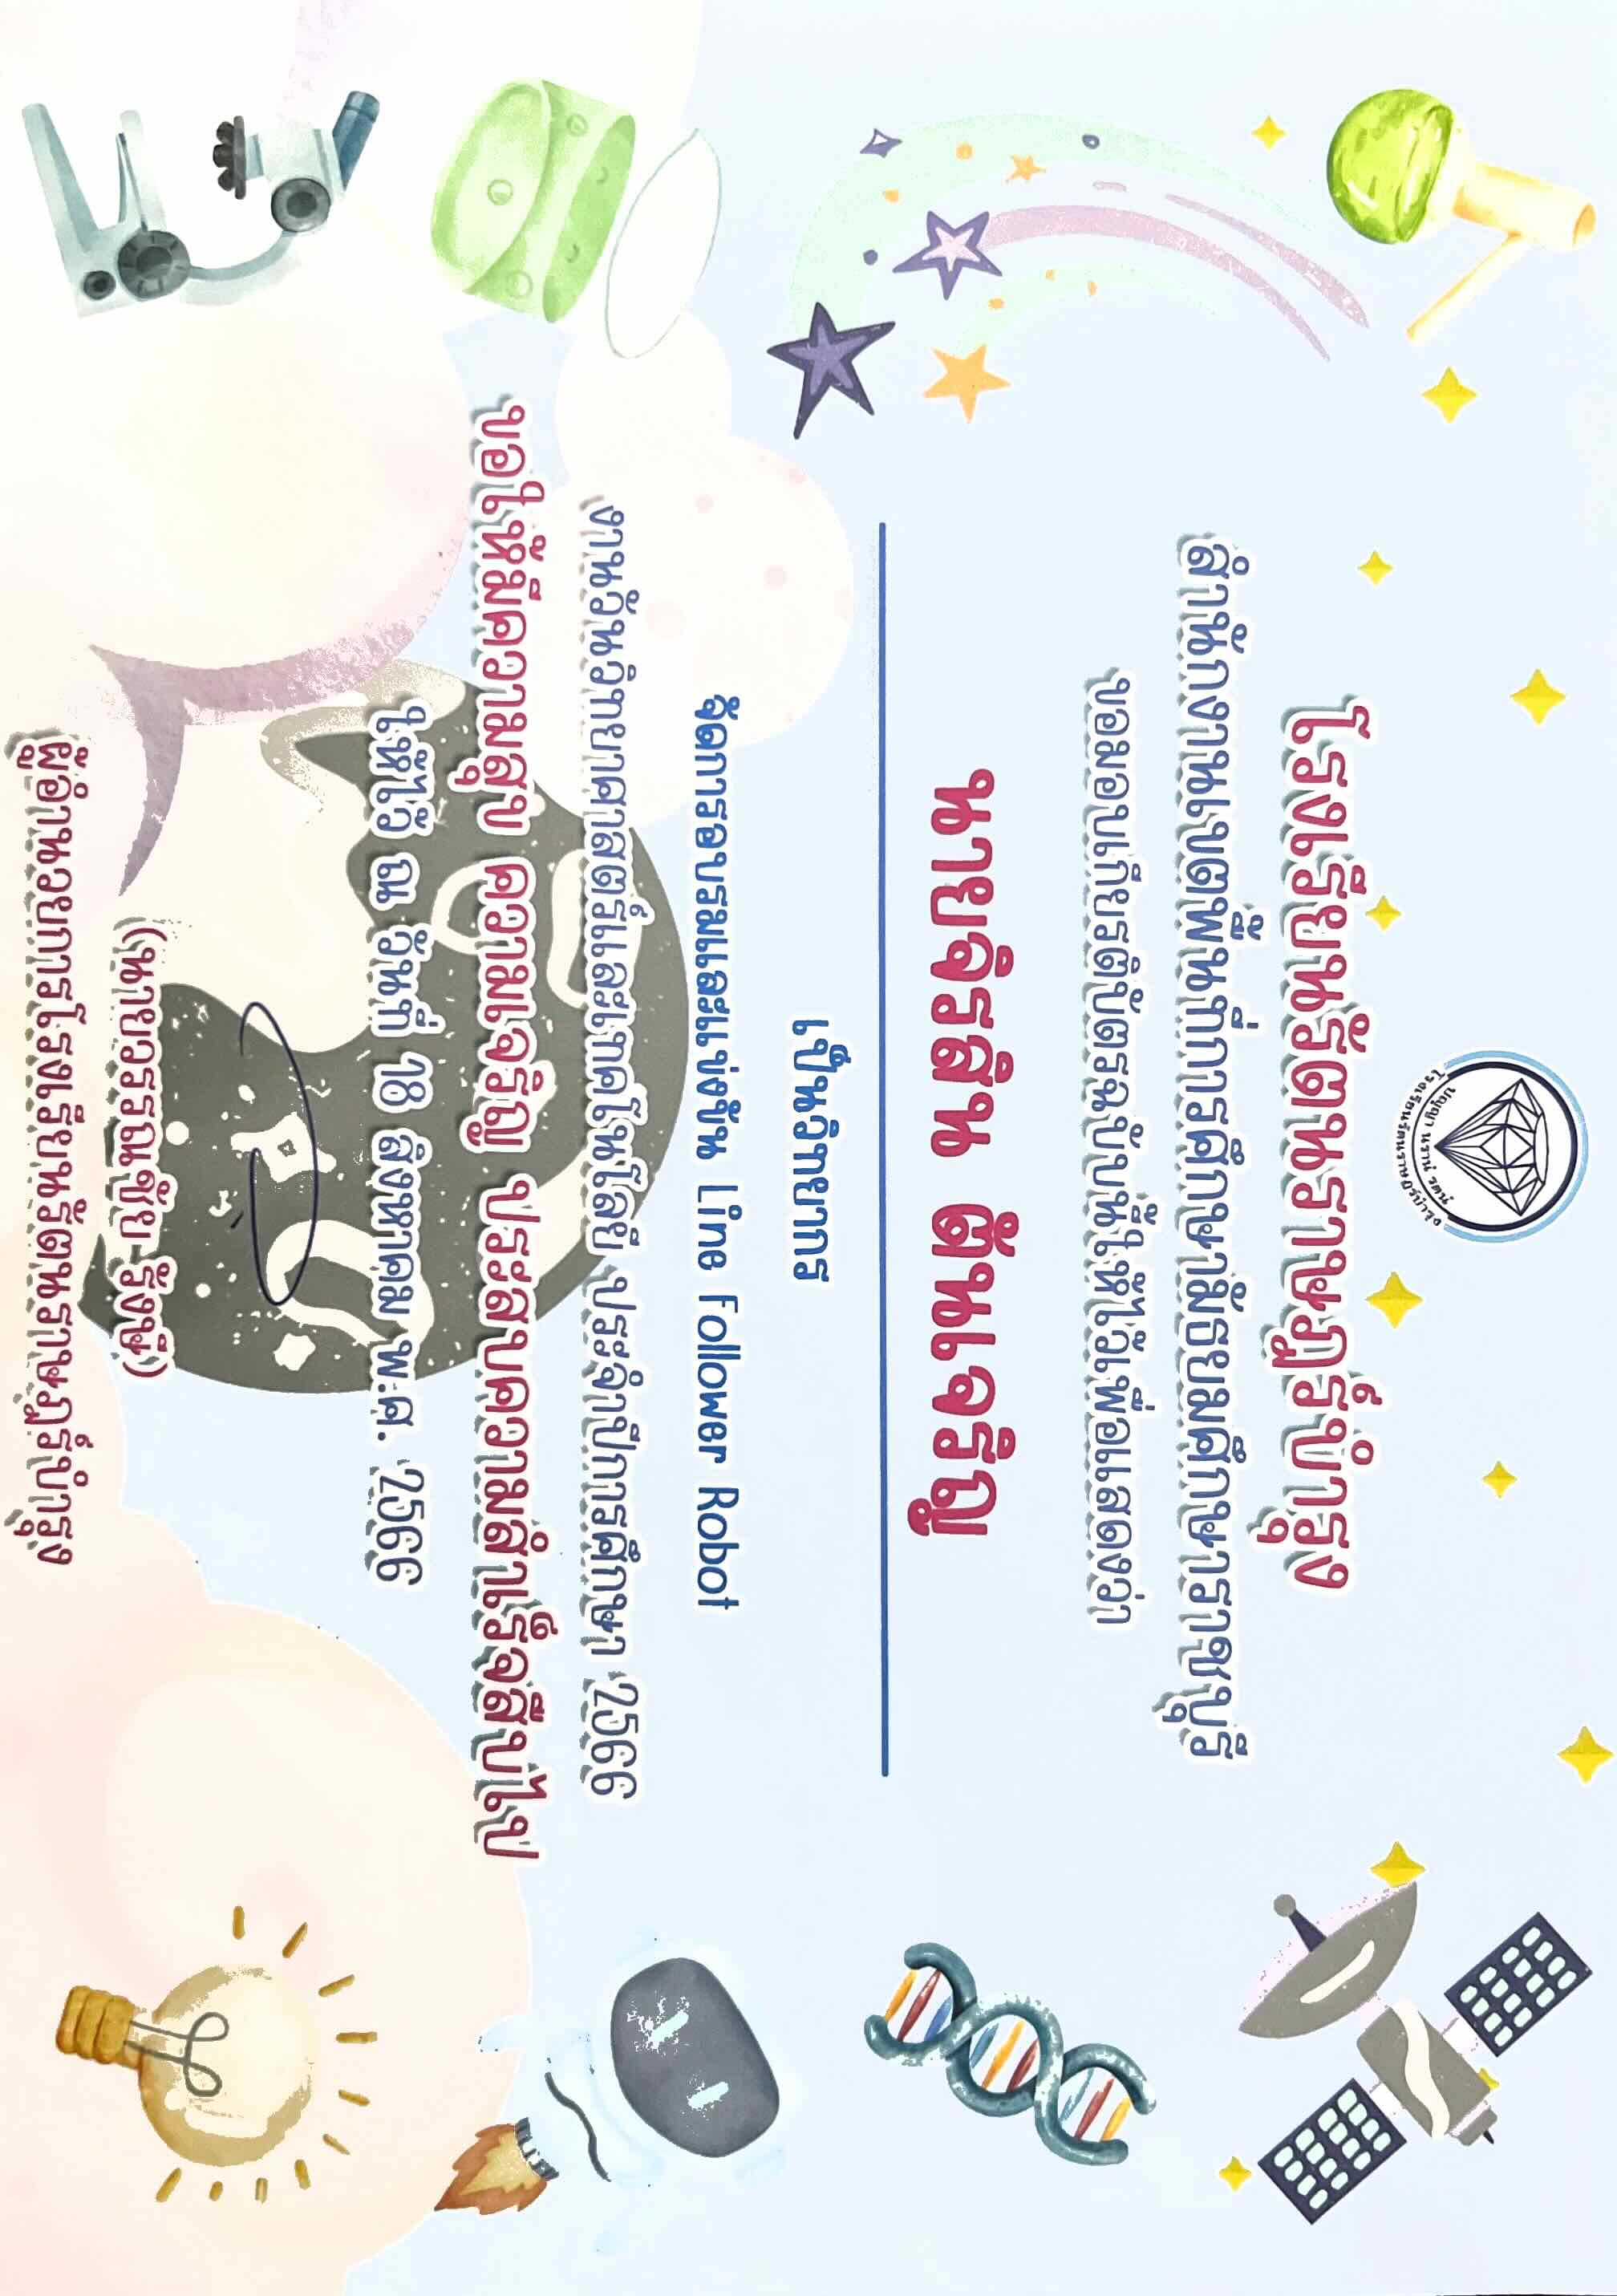 ปญฺญา นรานํ รตนํ
โรงเรียนรัตนราษฎร์บำรุง
โรงเรียนรัตนราษฎร์บำรุง
สำนักงานเขตพื้นที่การศึกษามัธยมศึกษาราชบุรี
ขอมอบเกียรติบัตรฉบับนี้ให้ไว้เพื่อแสดงว่า
นายจิรสิน ต้นเจริญ
เป็นวิทยากร
จัดการอบรมและแข่งขัน Line Follower Robot
งานวันวิทยาศาสตร์และเทคโนโลยี ประจำปีการศึกษา 2566
ขอให้มีความสุข ความเจริญ ประสบความสำเร็จสืบไป
ให้ไว้ ณ วันที่ 18 สิงหาคม พ.ศ. 2566
(นายวรรณชัย รังษี)
ผู้อำนวยการโรงเรียนรัตนราษฎร์บำรุง